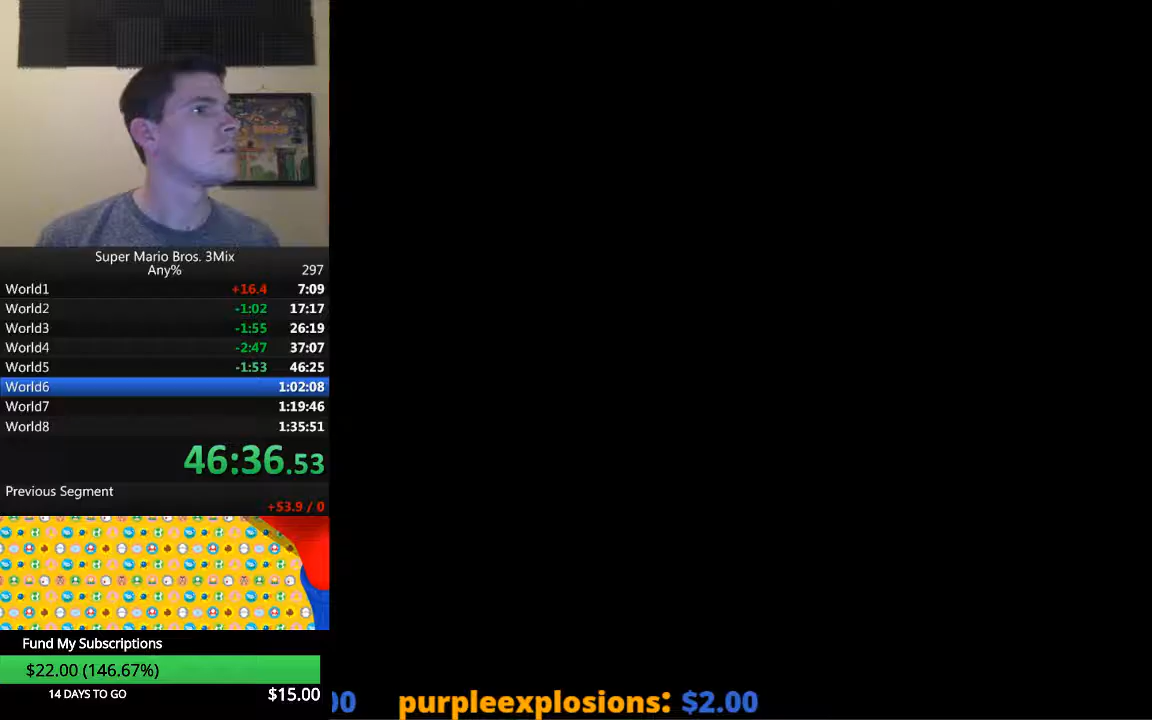 Super Mario Bros. 3Mix
Any% 297
World1 +16.4 7:09
World2 -1:02 17:17
World3 -1:55 26:19
World4 -2:47 37:07
World5 -1:53 46:25
World6 1:02:08
World7 1:19:46
World8 1:35:51
46:36.53
Previous Segment
+53.9 / 0
Fund My Subscriptions
$22.00 (146.67%)
14 DAYS TO GO $15.00
00 purpleexplosions: $2.00